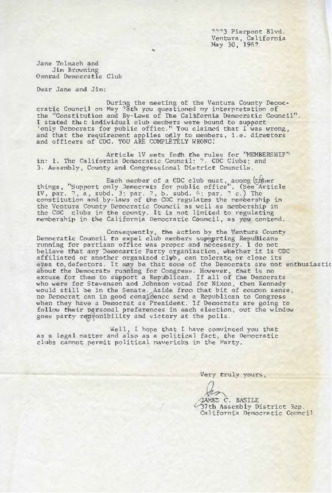 2223 Pierpont Blvd.
Ventura, California
May 30, 1967
Jane Tolmach and
Jim Browning
Oxnard Democratic Club
Dear Jane and Jim:
During the meeting of the Ventura County Democ-
cratic Council on May 28th you questioned my interpretation of
the "Constitution and By-Laws of The California Democratic Council".
I stated that individual club members were bound to support
'only Democrats for public office." You claimed that I was wrong,
and that the requirement applies only to members, i.e. directors
and officers of CDC. YOU ARE COMPLETELY WRONG!
Article IV sets forth the rules for "MEMBERSHIP"
in: 1. The California Democratic Council; 2. CDC Clubs; and
3. Assembly, County and Congressional District Councils.
Each member of a CDC club must, among other
things, "Support only Democrats for public office". (See Article
IV, par. 2, a, subd. 3; par. 2, b, subd. 5; par. 2 c.) The
constitution and by-laws of the CDC regulates the membership in
the Ventura County Democratic Council as well as membership in
the CDC clubs in the county. It is not limited to regulating
membership in the California Democratic Council, as you contend.
Consequently, the action by the Ventura County
Democratic Council to expel club members supporting Republicans
running for partisan office was proper and necessary. I do not
believe that any Democratic Party organization, whether it is CDC
affiliated or another organized club, can tolerate or close its
eyes to defectors. It may be that some of the Democrats are not enthusiastic
about the Democrats running for Congress. However, that is no
excuse for them to support a Republican. If all of the Democrats
who were for Stevenson and Johnson voted for Nixon, then Kennedy
would still be in the Senate. Aside from that bit of common sense,
no Democrat can in good conscience send a Republican to Congress
when they have a Democrat as President. If Democrats are going to
follow their personal preferences in each election, out the window
goes party responsibility and victory at the polls.
Well, I hope that I have convinced you that
as a legal matter and also as a political fact, the Democratic
clubs cannot permit political mavericks in the Party.
Very truly yours,
JAMES C. BASILE
37th Assembly District Rep.
California Democratic Council